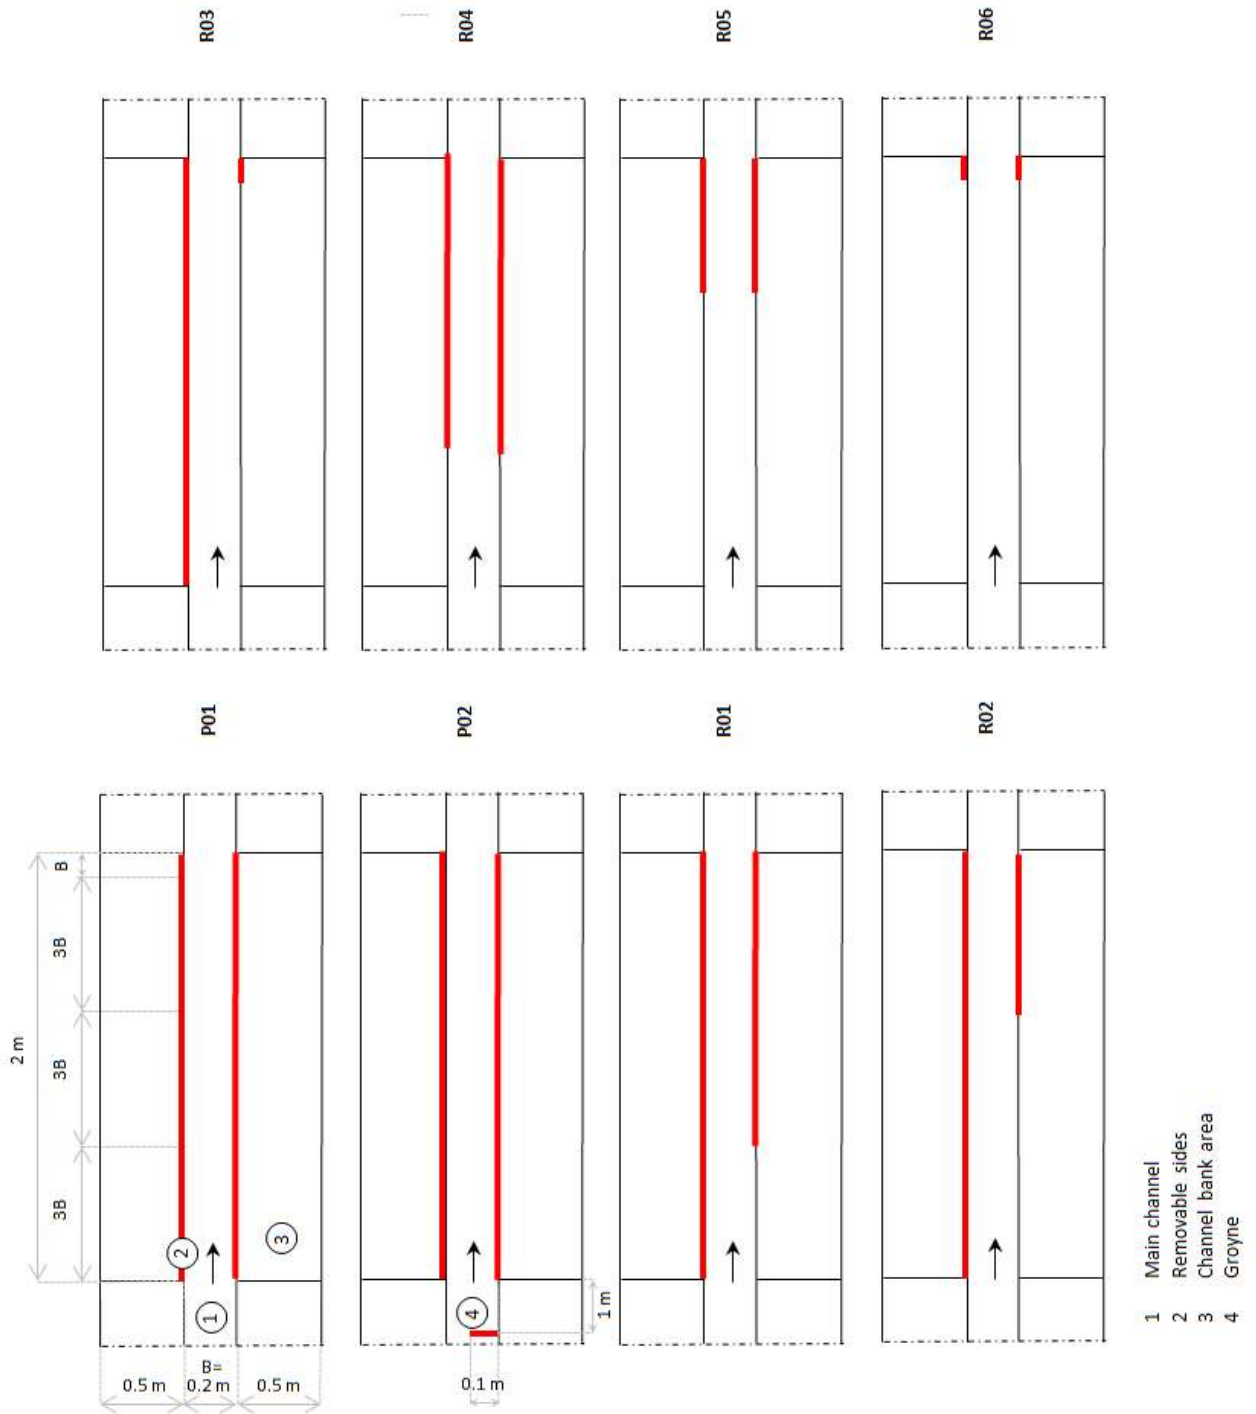 R03
R04
R05
R06
P01
P02
R01
R02
2 m
3B
3B
3B
B
2
1
3
4
1 m
0.5 m
B=
0.2 m
0.5 m
0.1 m
1 Main channel
2 Removable sides
3 Channel bank area
4 Groyne